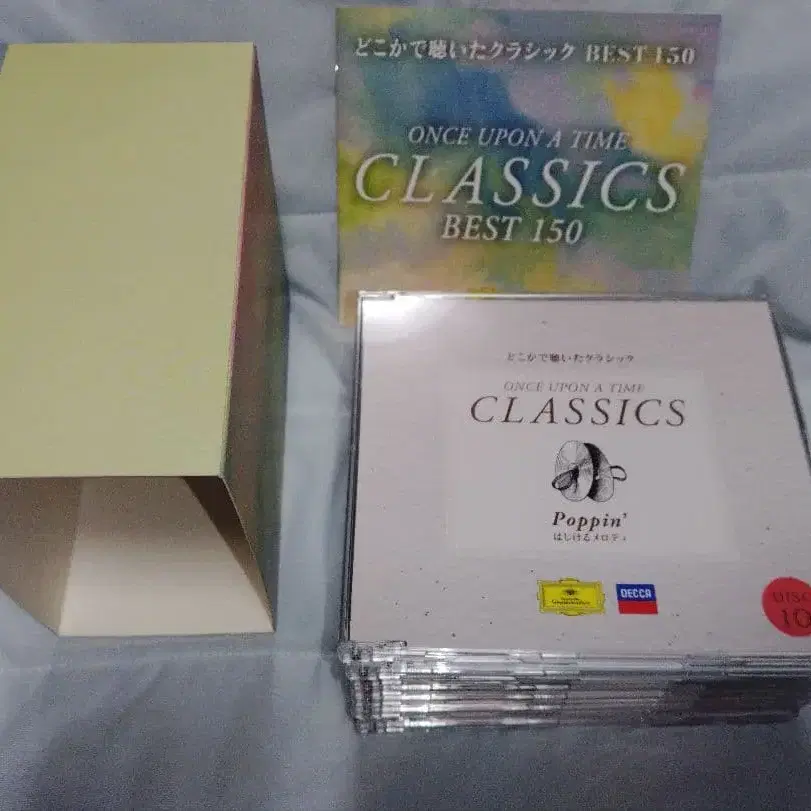 どこかで聴いたクラシック BEST 150
ONCE UPON A TIME
CLASSICS
BEST 150
どこかで聴いたクラシック
ONCE UPON A TIME
CLASSICS
Poppin'
はじけるメロディ
Deutsche
Grammophon
DECCA
DISC
10